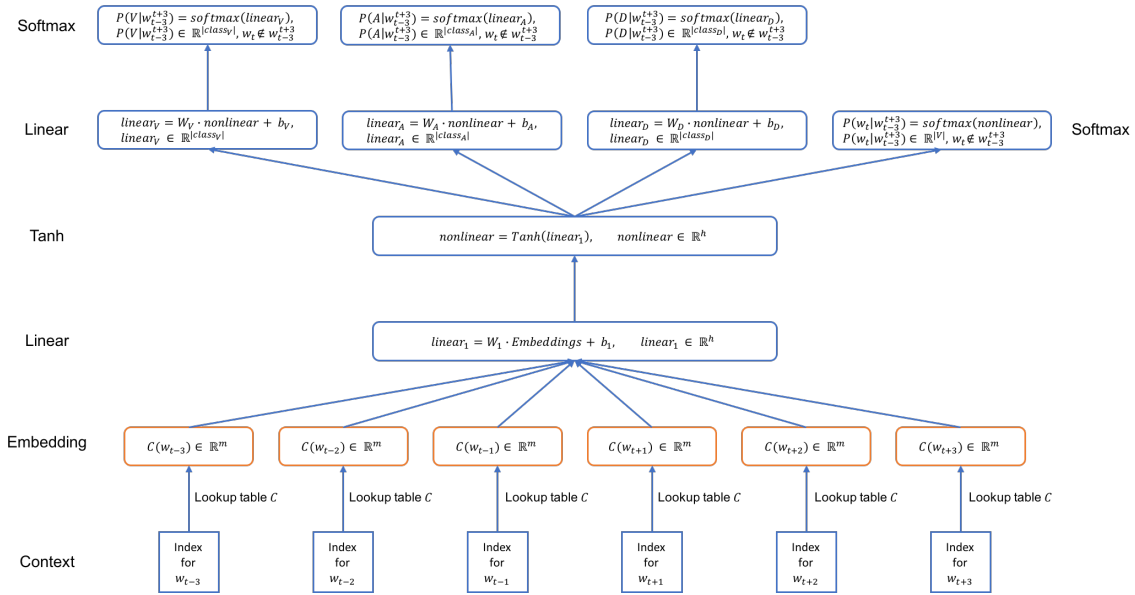 Softmax
P(V|w_{t-3}^{t+3}) = softmax(linear_V),
P(V|w_{t-3}^{t+3}) ∈ ℝ^{|class_V|}, w_t ∉ w_{t-3}^{t+3}
P(A|w_{t-3}^{t+3}) = softmax(linear_A),
P(A|w_{t-3}^{t+3}) ∈ ℝ^{|class_A|}, w_t ∉ w_{t-3}^{t+3}
P(D|w_{t-3}^{t+3}) = softmax(linear_D),
P(D|w_{t-3}^{t+3}) ∈ ℝ^{|class_D|}, w_t ∉ w_{t-3}^{t+3}
Linear
linear_V = W_V · nonlinear + b_V,
linear_V ∈ ℝ^{|class_V|}
linear_A = W_A · nonlinear + b_A,
linear_A ∈ ℝ^{|class_A|}
linear_D = W_D · nonlinear + b_D,
linear_D ∈ ℝ^{|class_D|}
P(w_t|w_{t-3}^{t+3}) = softmax(nonlinear),
P(w_t|w_{t-3}^{t+3}) ∈ ℝ^{|V|}, w_t ∉ w_{t-3}^{t+3}
Softmax
Tanh
nonlinear = Tanh(linear_1), nonlinear ∈ ℝ^h
Linear
linear_1 = W_1 · Embeddings + b_1, linear_1 ∈ ℝ^h
Embedding
C(w_{t-3}) ∈ ℝ^m
C(w_{t-2}) ∈ ℝ^m
C(w_{t-1}) ∈ ℝ^m
C(w_{t+1}) ∈ ℝ^m
C(w_{t+2}) ∈ ℝ^m
C(w_{t+3}) ∈ ℝ^m
Lookup table C
Lookup table C
Lookup table C
Lookup table C
Lookup table C
Lookup table C
Context
Index
for
w_{t-3}
Index
for
w_{t-2}
Index
for
w_{t-1}
Index
for
w_{t+1}
Index
for
w_{t+2}
Index
for
w_{t+3}